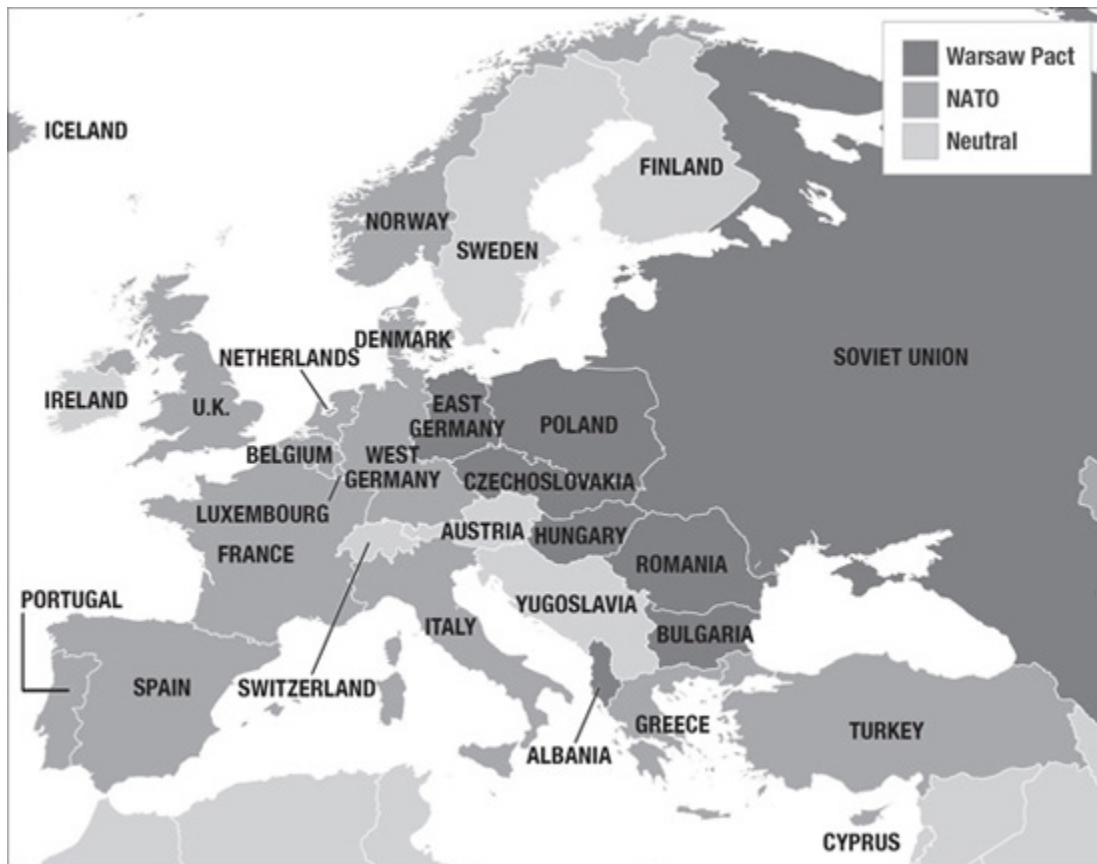 Warsaw Pact
NATO
Neutral
ICELAND
FINLAND
NORWAY
SWEDEN
DENMARK
NETHERLANDS
SOVIET UNION
IRELAND
U.K.
EAST
GERMANY
POLAND
BELGIUM
WEST
GERMANY
CZECHOSLOVAKIA
LUXEMBOURG
AUSTRIA
HUNGARY
FRANCE
ROMANIA
PORTUGAL
YUGOSLAVIA
ITALY
BULGARIA
SPAIN
SWITZERLAND
GREECE
TURKEY
ALBANIA
CYPRUS